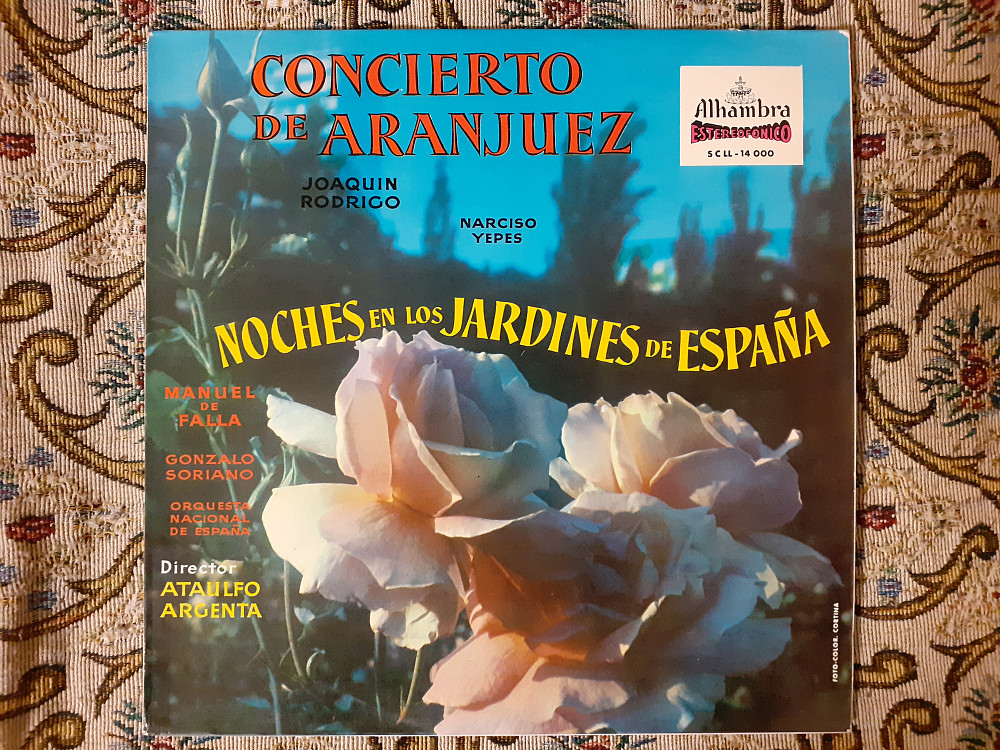 CONCIERTO
DE ARANJUEZ
JOAQUIN
RODRIGO
NARCISO
YEPES
Alhambra
ESTEREOFONICO
SCLL-14 000
NOCHES EN LOS JARDINES DE ESPAÑA
MANUEL
DE
FALLA
GONZALO
SORIANO
ORQUESTA
NACIONAL
DE ESPAÑA
Director
ATAULFO
ARGENTA
FOTO-COLOR. CORTINA